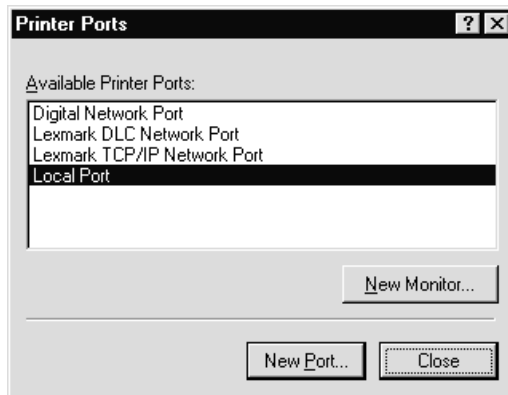 Printer Ports
Available Printer Ports:
Digital Network Port
Lexmark DLC Network Port
Lexmark TCP/IP Network Port
Local Port
New Monitor...
New Port...
Close